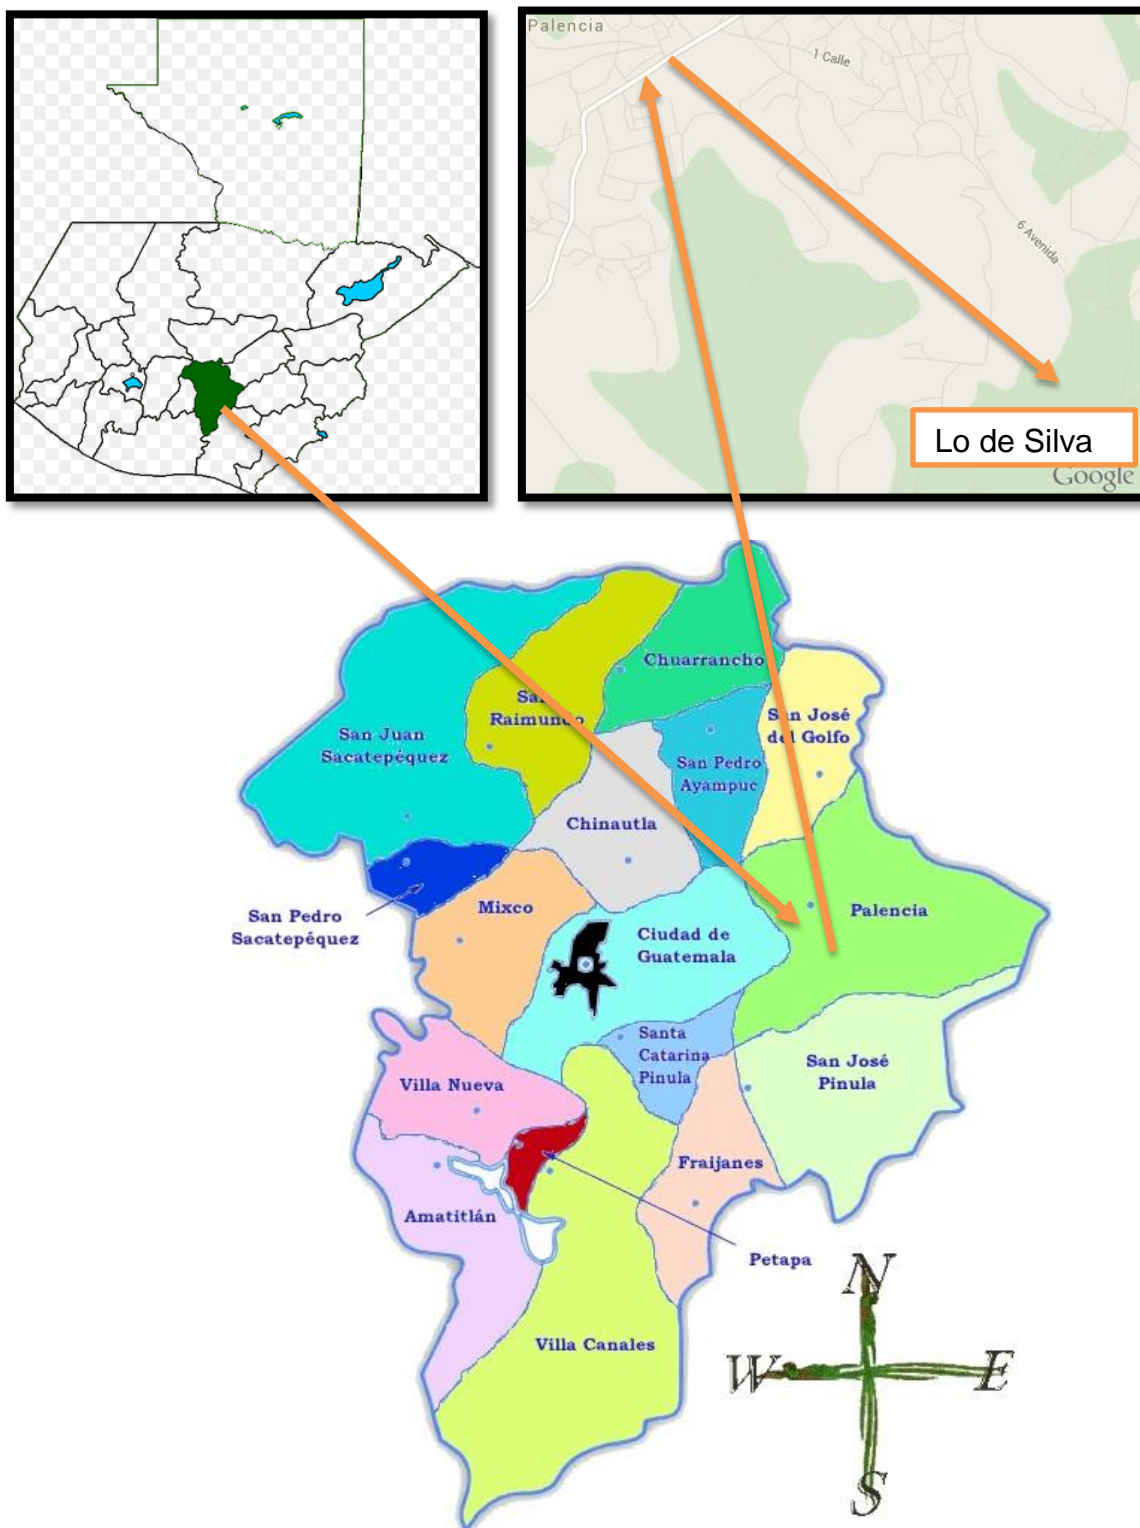 Palencia
1 Calle
6 Avenida
Lo de Silva
Google
Chuarrancho
San
Raimundo
San José
del Golfo
San Juan
Sacatepéquez
San Pedro
Ayampuc
Chinautla
Mixco
Palencia
San Pedro
Sacatepéquez
Ciudad de
Guatemala
Santa
Catarina
Pinula
San José
Pinula
Villa Nueva
Fraijanes
Amatitlán
Petapa
Villa Canales
N
W
E
S